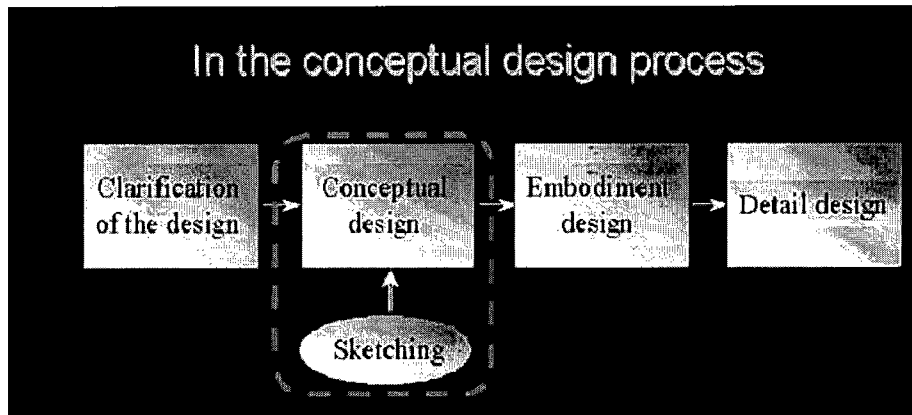 In the conceptual design process
Clarification
of the design
Conceptual
design
Embodiment
design
Detail design
Sketching